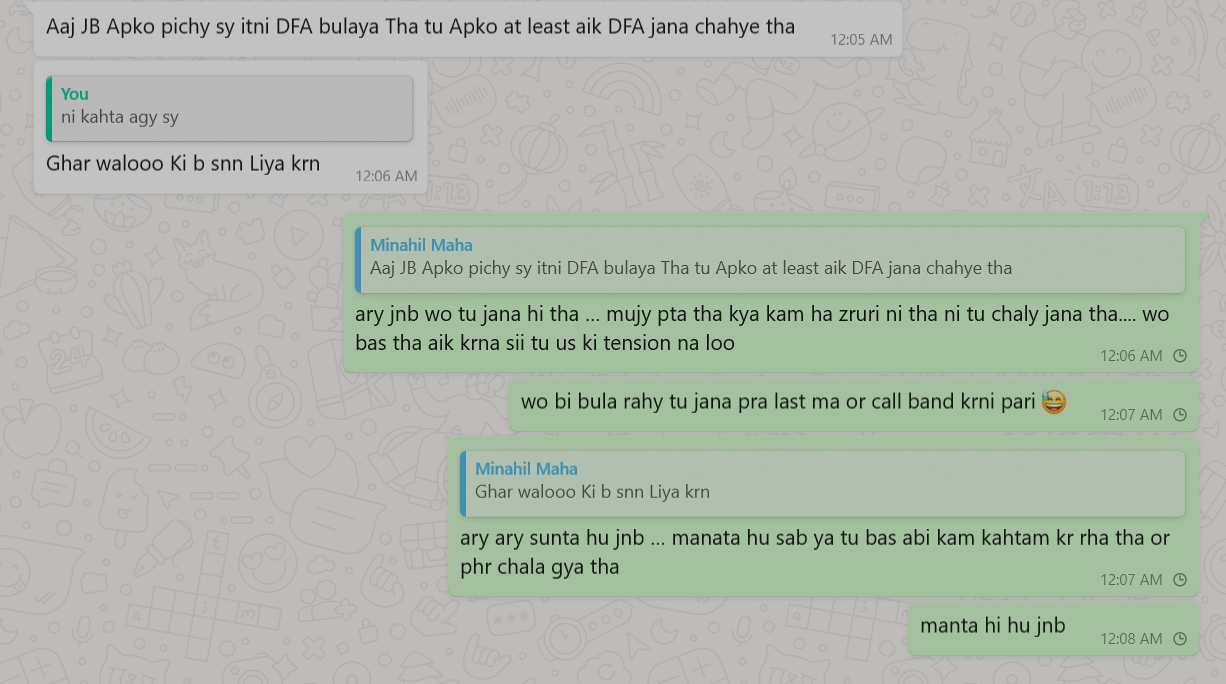 Aaj JB Apko pichy sy itni DFA bulaya Tha tu Apko at least aik DFA jana chahye tha
12:05 AM
You
ni kahta agy sy
Ghar walooo Ki b snn Liya krn
12:06 AM
Minahil Maha
Aaj JB Apko pichy sy itni DFA bulaya Tha tu Apko at least aik DFA jana chahye tha
ary jnb wo tu jana hi tha ... mujy pta tha kya kam ha zruri ni tha ni tu chaly jana tha.... wo
bas tha aik krna sii tu us ki tension na loo
12:06 AM
wo bi bula rahy tu jana pra last ma or call band krni pari 😅
12:07 AM
Minahil Maha
Ghar walooo Ki b snn Liya krn
ary ary sunta hu jnb ... manata hu sab ya tu bas abi kam kahtam kr rha tha or
phr chala gya tha
12:07 AM
manta hi hu jnb
12:08 AM